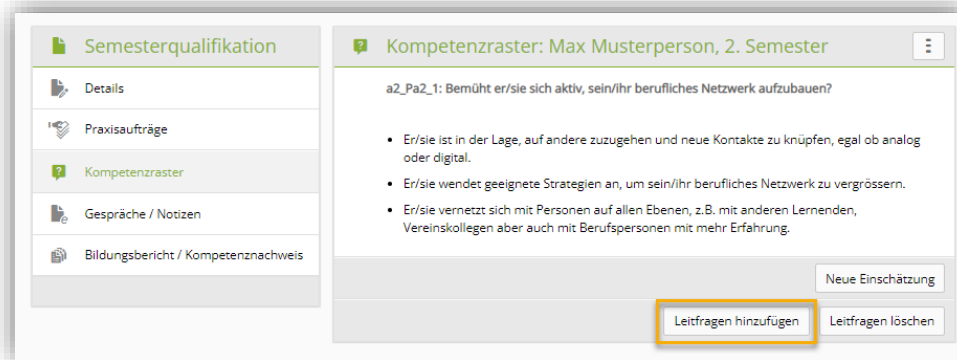 Semesterqualifikation
Details
Praxisaufträge
Kompetenzraster
Gespräche / Notizen
Bildungsbericht / Kompetenznachweis
Kompetenzraster: Max Musterperson, 2. Semester
a2_Pa2_1: Bemüht er/sie sich aktiv, sein/ihr berufliches Netzwerk aufzubauen?
• Er/sie ist in der Lage, auf andere zuzugehen und neue Kontakte zu knüpfen, egal ob analog
oder digital.
• Er/sie wendet geeignete Strategien an, um sein/ihr berufliches Netzwerk zu vergrössern.
• Er/sie vernetzt sich mit Personen auf allen Ebenen, z.B. mit anderen Lernenden,
Vereinskollegen aber auch mit Berufspersonen mit mehr Erfahrung.
Neue Einschätzung
Leitfragen hinzufügen
Leitfragen löschen